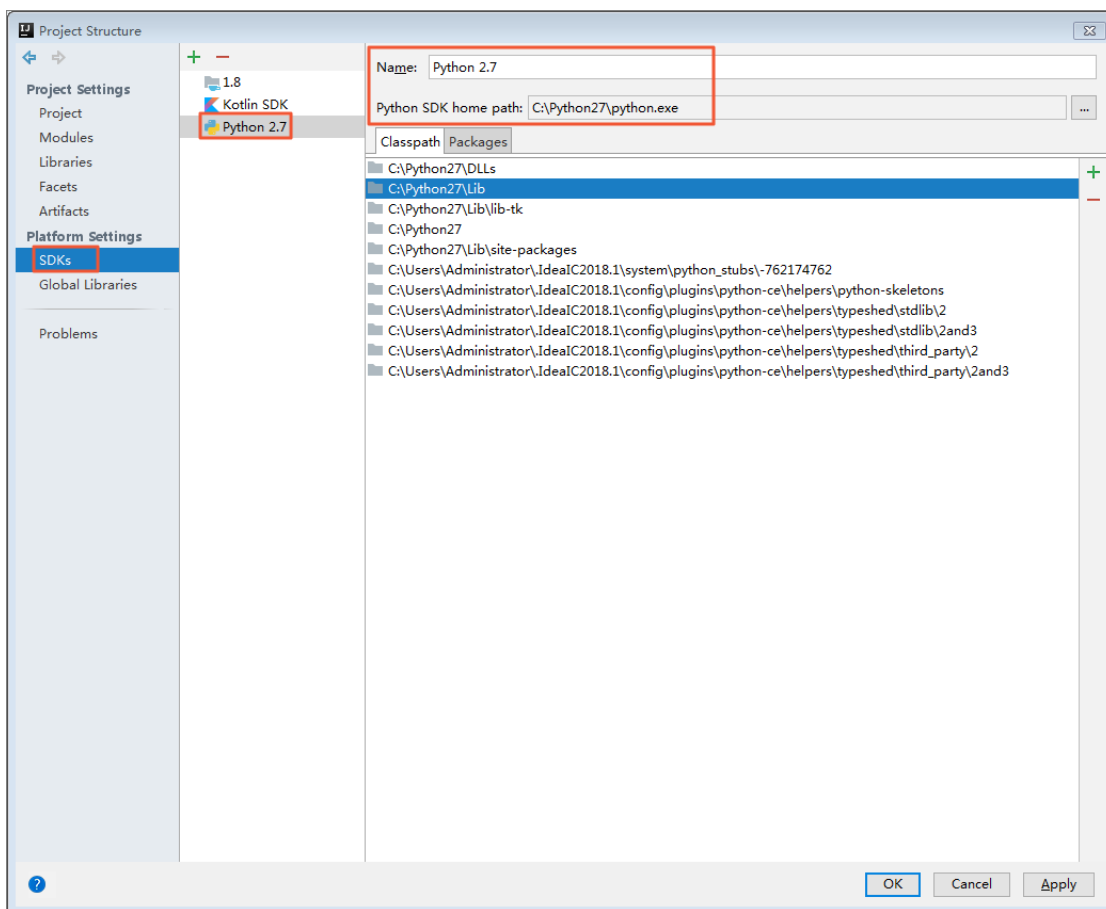 Project Structure
Project Settings
Project
Modules
Libraries
Facets
Artifacts
Platform Settings
SDKs
Global Libraries
Problems
1.8
Kotlin SDK
Python 2.7
Name: Python 2.7
Python SDK home path: C:\Python27\python.exe ...
Classpath Packages
C:\Python27\DLLs
C:\Python27\Lib
C:\Python27\Lib\lib-tk
C:\Python27
C:\Python27\Lib\site-packages
C:\Users\Administrator\.IdeaIC2018.1\system\python_stubs\-762174762
C:\Users\Administrator\.IdeaIC2018.1\config\plugins\python-ce\helpers\python-skeletons
C:\Users\Administrator\.IdeaIC2018.1\config\plugins\python-ce\helpers\typeshed\stdlib\2
C:\Users\Administrator\.IdeaIC2018.1\config\plugins\python-ce\helpers\typeshed\stdlib\2and3
C:\Users\Administrator\.IdeaIC2018.1\config\plugins\python-ce\helpers\typeshed\third_party\2
C:\Users\Administrator\.IdeaIC2018.1\config\plugins\python-ce\helpers\typeshed\third_party\2and3
? OK Cancel Apply